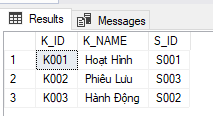 Results Messages
K_ID K_NAME S_ID
1 K001 Hoạt Hình S001
2 K002 Phiêu Lưu S003
3 K003 Hành Động S002